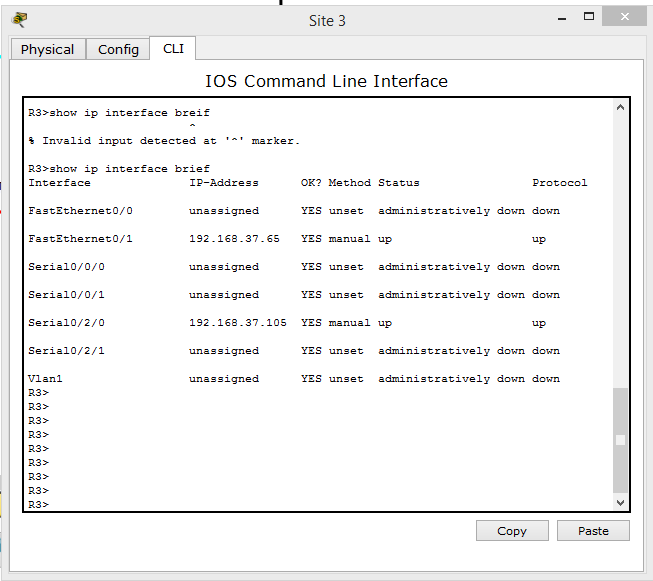 Site 3
Physical Config CLI
IOS Command Line Interface
R3>show ip interface breif
^
% Invalid input detected at '^' marker.
R3>show ip interface brief
Interface IP-Address OK? Method Status Protocol
FastEthernet0/0 unassigned YES unset administratively down down
FastEthernet0/1 192.168.37.65 YES manual up up
Serial0/0/0 unassigned YES unset administratively down down
Serial0/0/1 unassigned YES unset administratively down down
Serial0/2/0 192.168.37.105 YES manual up up
Serial0/2/1 unassigned YES unset administratively down down
Vlan1 unassigned YES unset administratively down down
R3>
R3>
R3>
R3>
R3>
R3>
R3>
R3>
R3>
Copy Paste